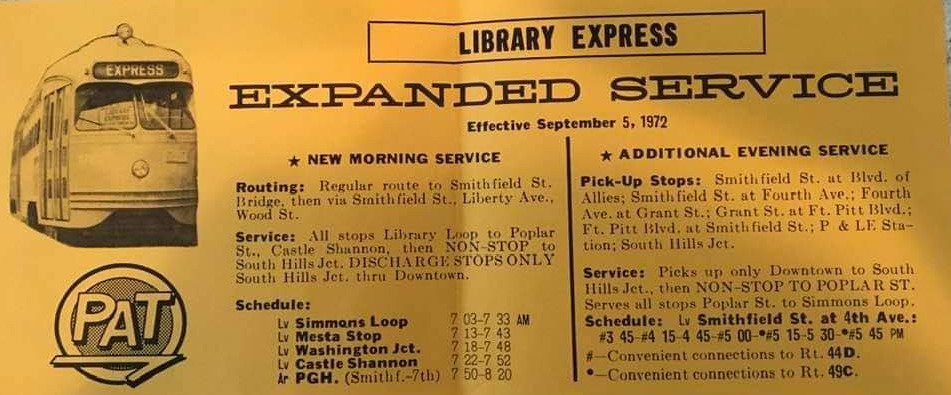 LIBRARY EXPRESS
EXPANDED SERVICE
Effective September 5, 1972
EXPRESS
PAT
★ NEW MORNING SERVICE
Routing: Regular route to Smithfield St.
Bridge, then via Smithfield St., Liberty Ave.,
Wood St.
Service: All stops Library Loop to Poplar
St., Castle Shannon, then NON-STOP to
South Hills Jct. DISCHARGE STOPS ONLY
South Hills Jct. thru Downtown.
Schedule:
Lv Simmons Loop 7 03-7 33 AM
Lv Mesta Stop 7 13-7 43
Lv Washington Jct. 7 18-7 48
Lv Castle Shannon 7 22-7 52
Ar PGH. (Smithf.-7th) 7 50-8 20
★ ADDITIONAL EVENING SERVICE
Pick-Up Stops: Smithfield St. at Blvd. of
Allies; Smithfield St. at Fourth Ave.; Fourth
Ave. at Grant St.; Grant St. at Ft. Pitt Blvd.;
Ft. Pitt Blvd. at Smithfield St.; P & LE Sta-
tion; South Hills Jct.
Service: Picks up only Downtown to South
Hills Jct., then NON-STOP TO POPLAR ST.
Serves all stops Poplar St. to Simmons Loop.
Schedule: Lv Smithfield St. at 4th Ave.:
#3 45-#4 15-4 45-#5 00-*#5 15-5 30-*#5 45 PM
#—Convenient connections to Rt. 44D.
*—Convenient connections to Rt. 49C.